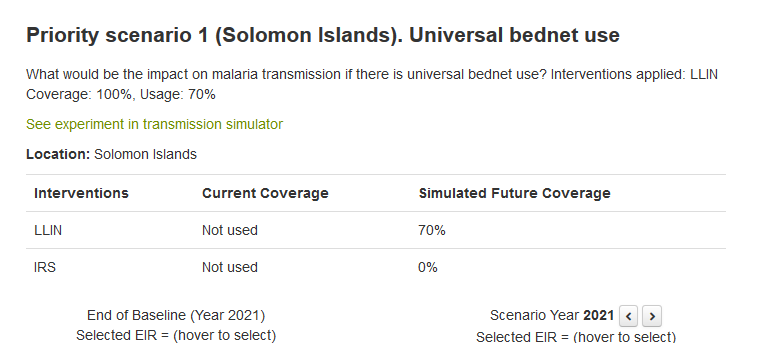 Priority scenario 1 (Solomon Islands). Universal bednet use
What would be the impact on malaria transmission if there is universal bednet use? Interventions applied: LLIN
Coverage: 100%, Usage: 70%
See experiment in transmission simulator
Location: Solomon Islands
Interventions Current Coverage Simulated Future Coverage
LLIN Not used 70%
IRS Not used 0%
End of Baseline (Year 2021) Scenario Year 2021 < >
Selected EIR = (hover to select) Selected EIR = (hover to select)